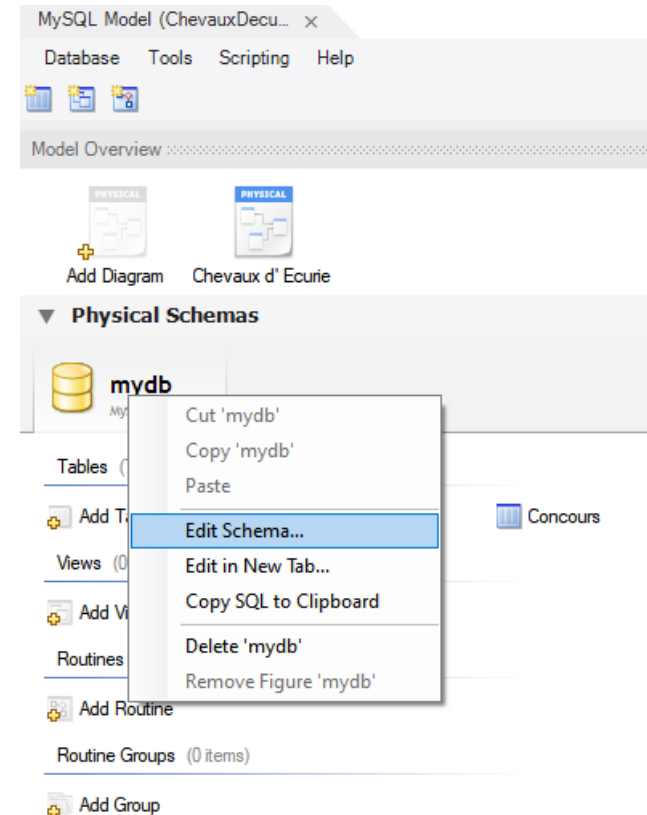 MySQL Model (ChevauxDecu... ×
Database Tools Scripting Help
Model Overview
PHYSICAL PHYSICAL
Add Diagram Chevaux d' Ecurie
Physical Schemas
mydb
My
Cut 'mydb'
Copy 'mydb'
Paste
Edit Schema...
Edit in New Tab...
Copy SQL to Clipboard
Delete 'mydb'
Remove Figure 'mydb'
Tables (
Add Ta
Concours
Views (0
Add Vi
Routines
Add Routine
Routine Groups (0 items)
Add Group